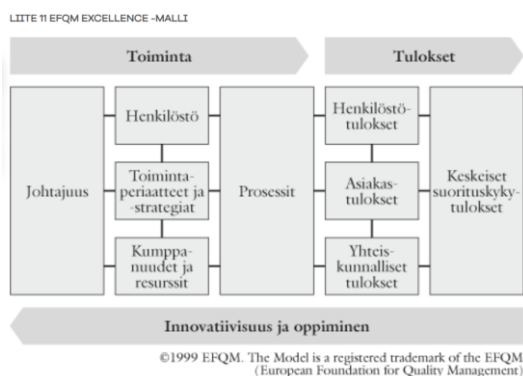 LIITE 11 EFQM EXCELLENCE -MALLI
Toiminta
Tulokset
Johtajuus
Henkilöstö
Toiminta-
periaatteet ja
-strategiat
Kumppa-
nuudet ja
resurssit
Prosessit
Henkilöstö-
tulokset
Asiakas-
tulokset
Yhteis-
kunnalliset
tulokset
Keskeiset
suorituskyky-
tulokset
Innovatiivisuus ja oppiminen
©1999 EFQM. The Model is a registered trademark of the EFQM
(European Foundation for Quality Management)